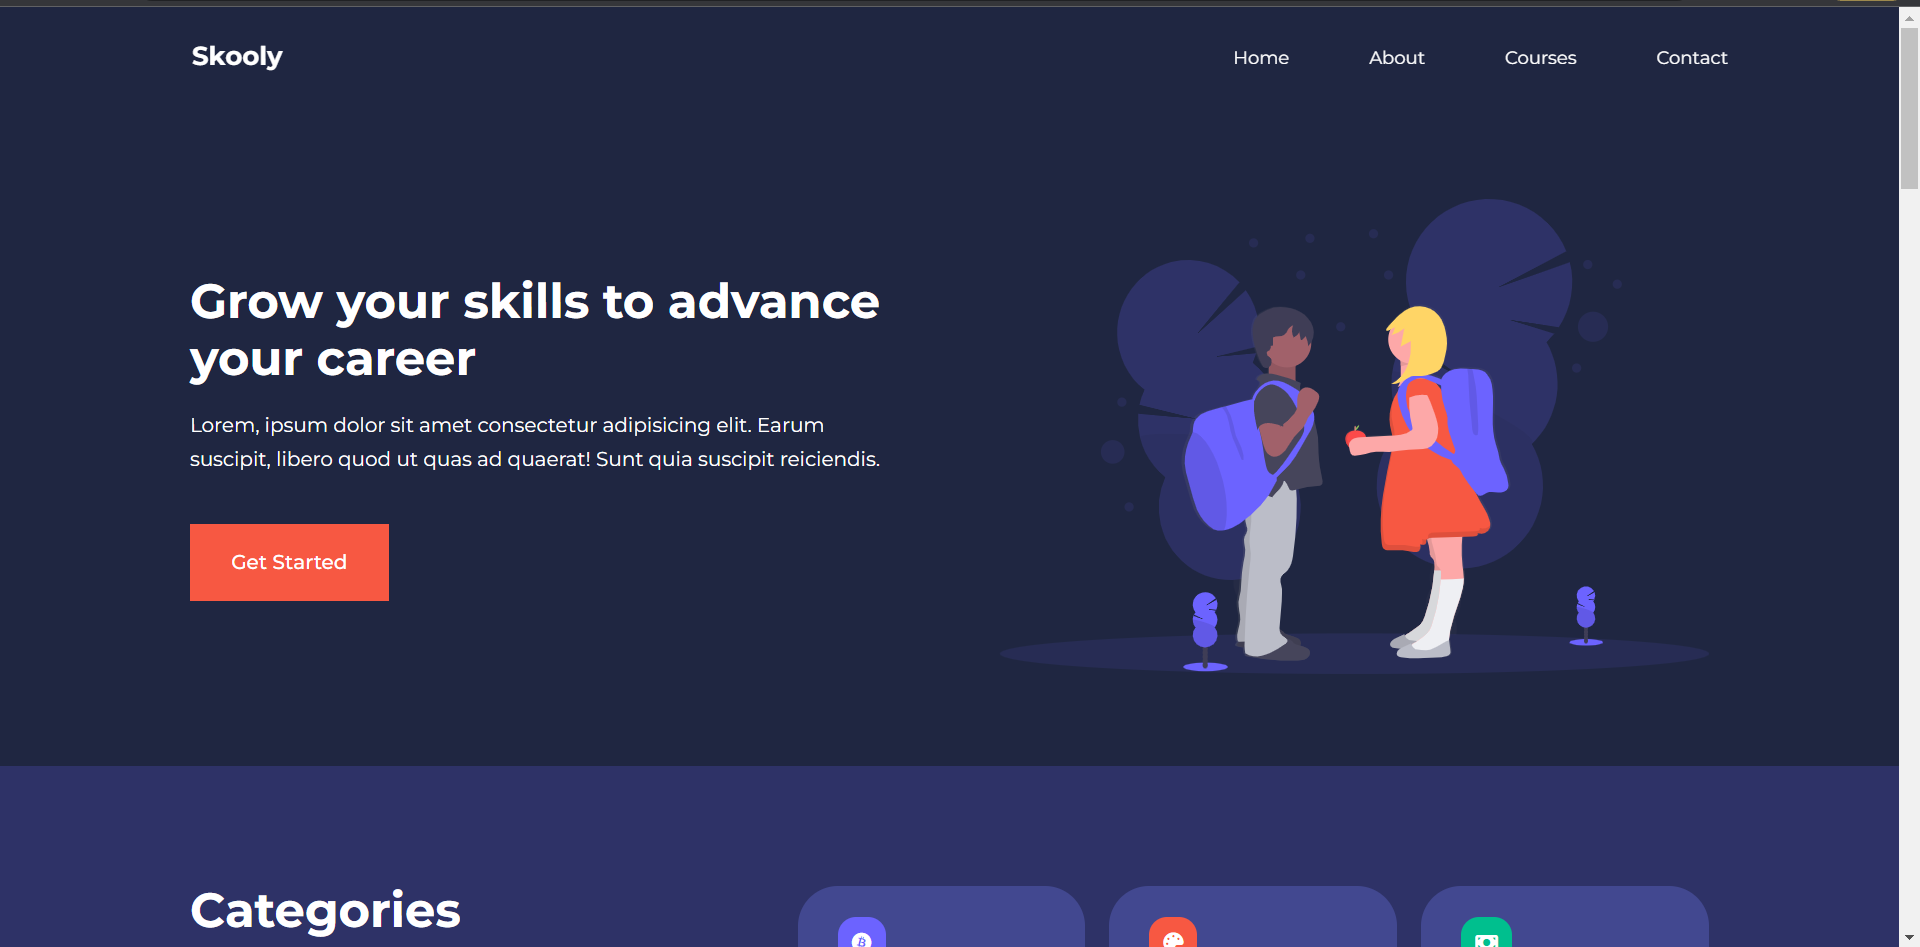 Skooly
Home
About
Courses
Contact
Grow your skills to advance
your career
Lorem, ipsum dolor sit amet consectetur adipisicing elit. Earum
suscipit, libero quod ut quas ad quaerat! Sunt quia suscipit reiciendis.
Get Started
Categories